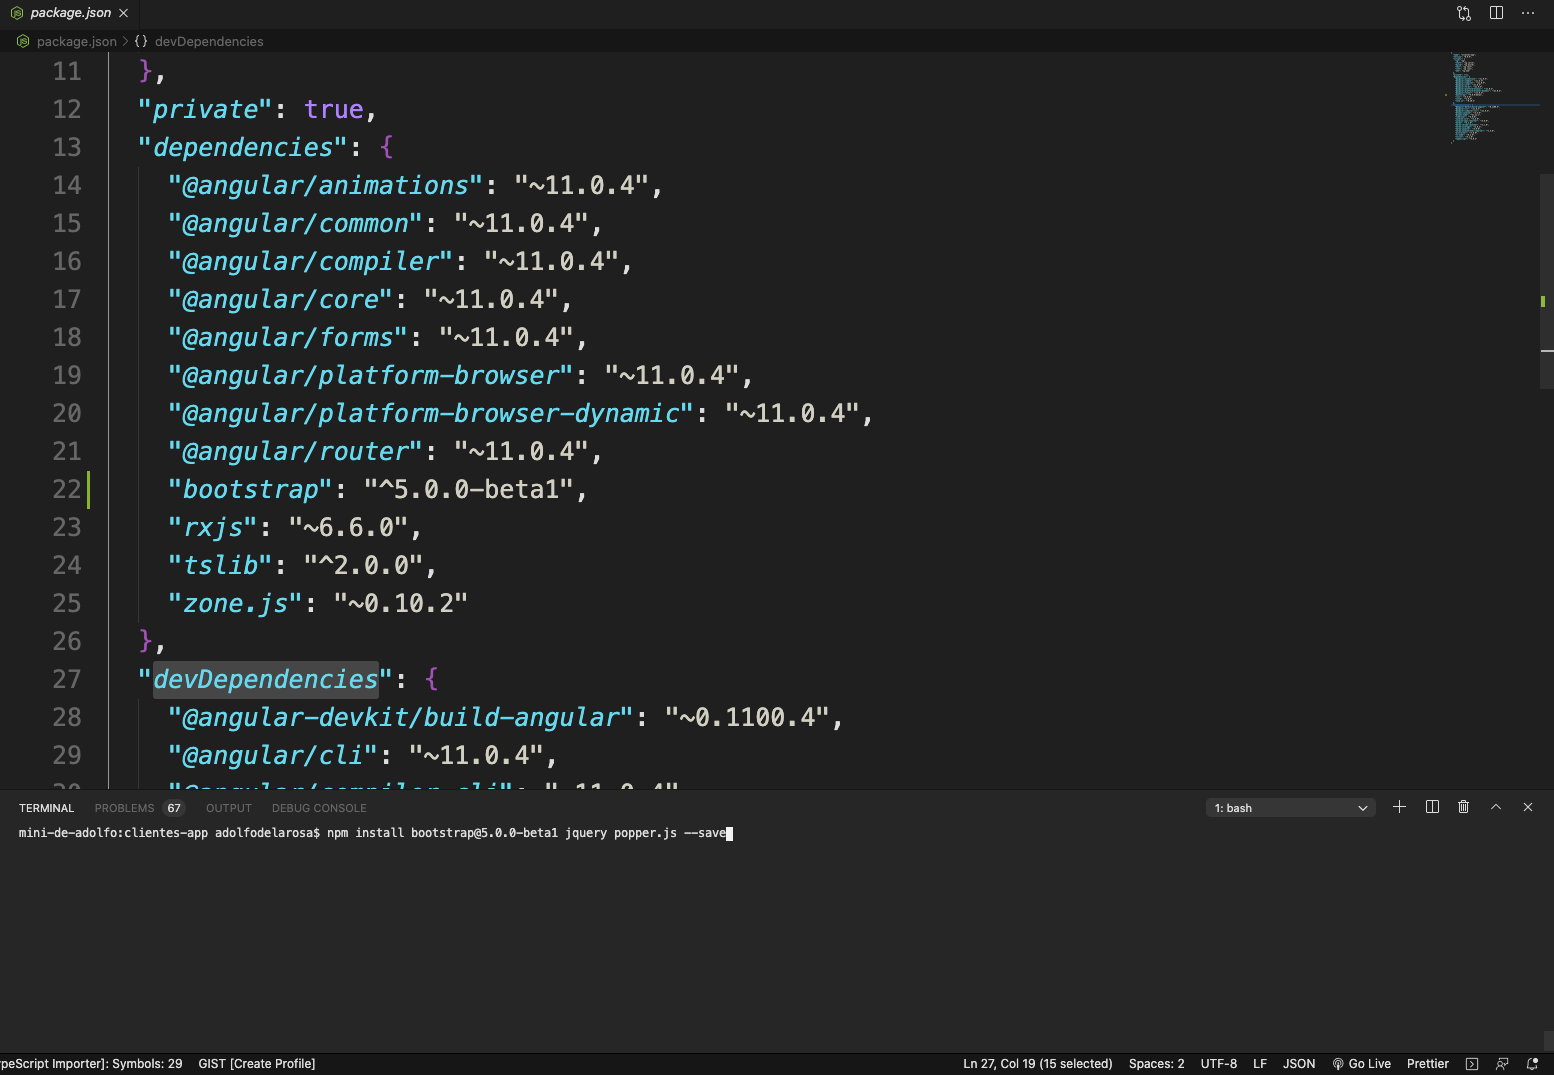 package.json
package.json > {} devDependencies
11 },
12 "private": true,
13 "dependencies": {
14 "@angular/animations": "~11.0.4",
15 "@angular/common": "~11.0.4",
16 "@angular/compiler": "~11.0.4",
17 "@angular/core": "~11.0.4",
18 "@angular/forms": "~11.0.4",
19 "@angular/platform-browser": "~11.0.4",
20 "@angular/platform-browser-dynamic": "~11.0.4",
21 "@angular/router": "~11.0.4",
22 "bootstrap": "^5.0.0-beta1",
23 "rxjs": "~6.6.0",
24 "tslib": "^2.0.0",
25 "zone.js": "~0.10.2"
26 },
27 "devDependencies": {
28 "@angular-devkit/build-angular": "~0.1100.4",
29 "@angular/cli": "~11.0.4",
30 "@angular/compiler-cli": "~11.0.4",
TERMINAL PROBLEMS 67 OUTPUT DEBUG CONSOLE 1: bash
mini-de-adolfo:clientes-app adolfodelarosa$ npm install bootstrap@5.0.0-beta1 jquery popper.js --save
peScript Importer]: Symbols: 29 GIST [Create Profile] Ln 27, Col 19 (15 selected) Spaces: 2 UTF-8 LF JSON Go Live Prettier